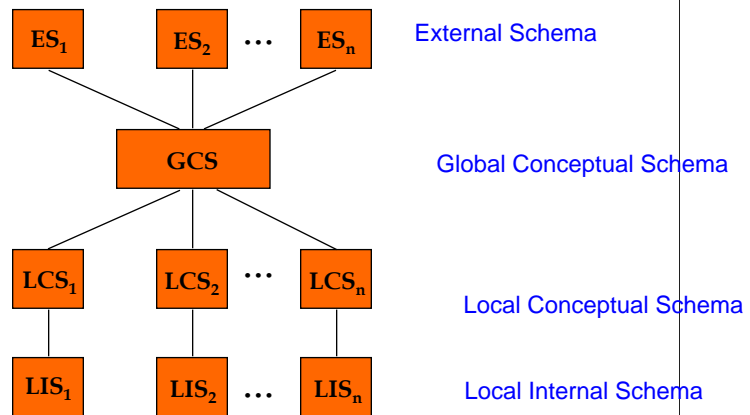 ES₁ ES₂ ... ESₙ External Schema
GCS Global Conceptual Schema
LCS₁ LCS₂ ... LCSₙ Local Conceptual Schema
LIS₁ LIS₂ ... LISₙ Local Internal Schema